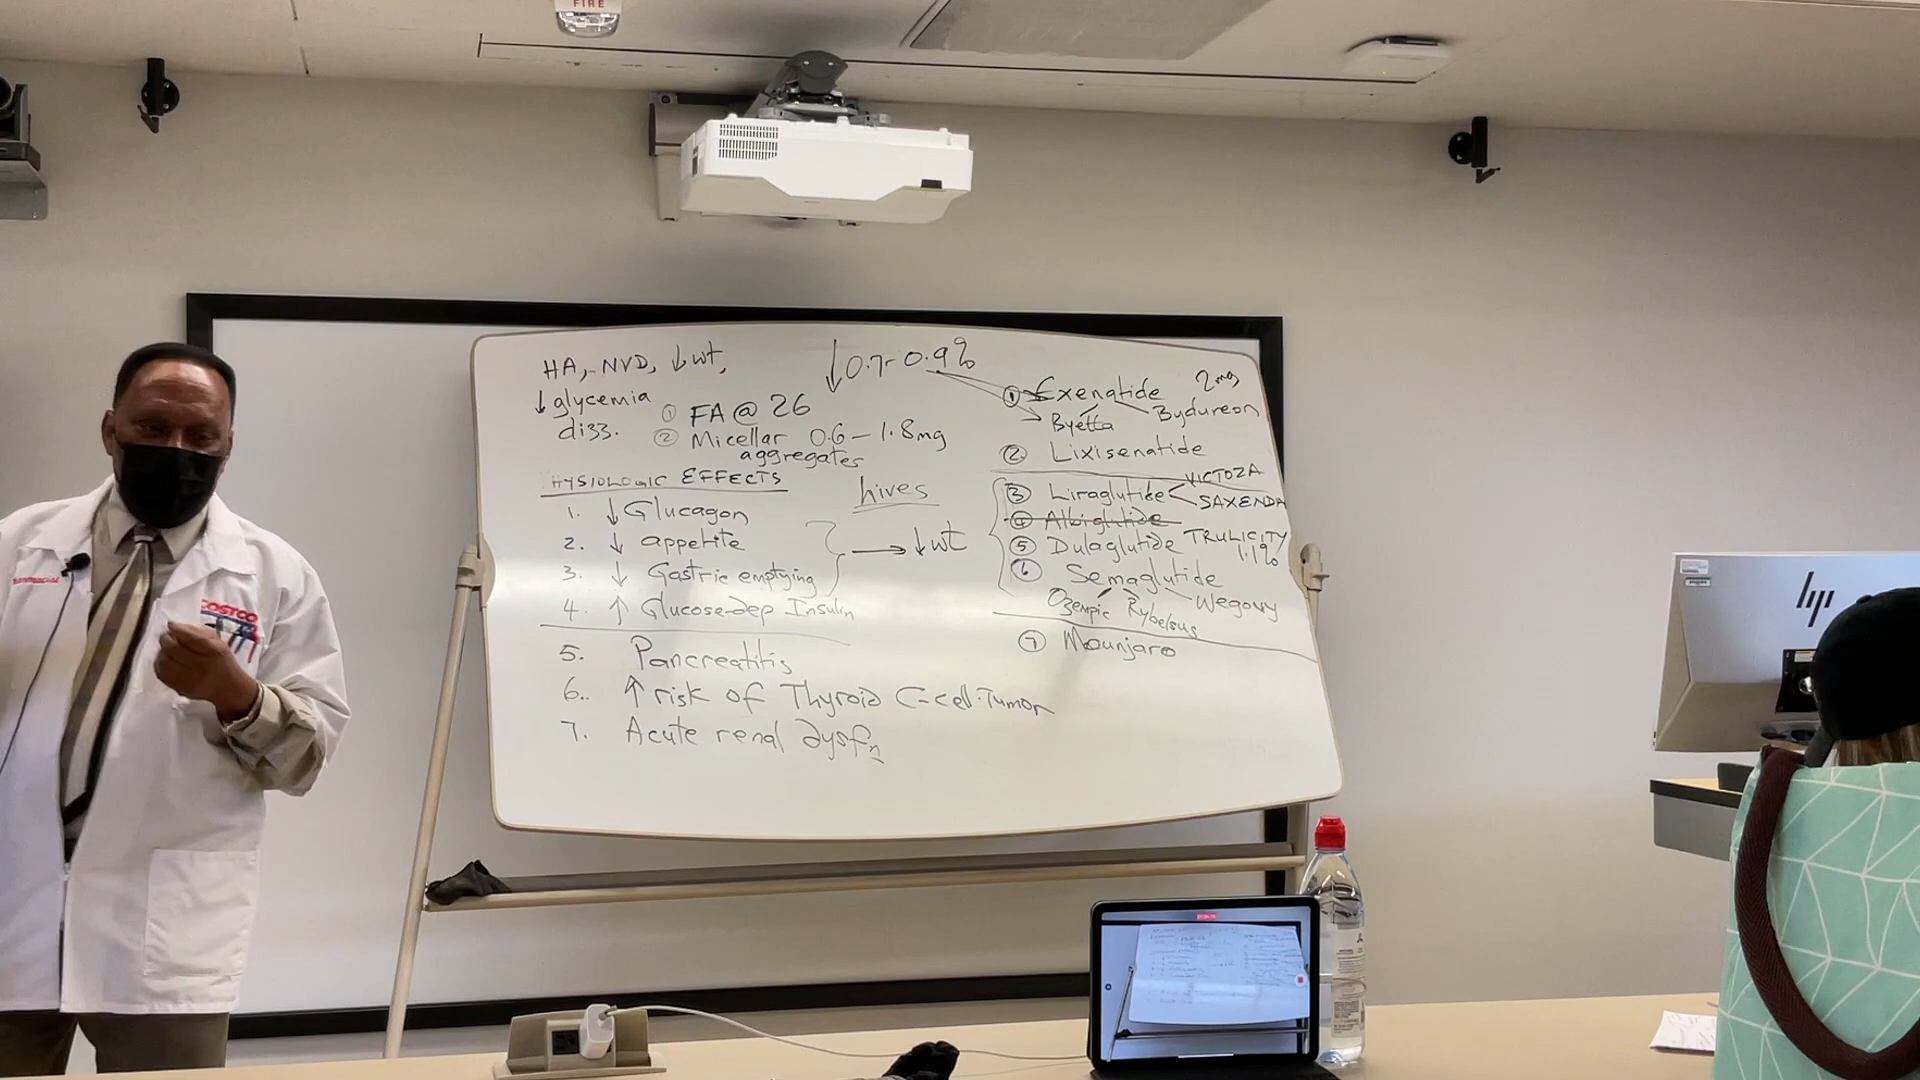 FIRE
HA, NVD, ↓wt,
↓glycemia
dizz.
↓0.7-0.9%
① FA @ 26
② Micellar 0.6 - 1.8mg
aggregates
HYSIOLOGIC EFFECTS
1. ↓Glucagon
2. ↓ appetite
3. ↓ Gastric emptying
4. ↑ Glucose-dep Insulin
hives
→ ↓wt
5. Pancreatitis
6. ↑ risk of Thyroid C-cell Tumor
7. Acute renal dysfn
① Exenatide 2mg
Byetta Bydureon
② Lixisenatide
③ Liraglutide VICTOZA
SAXENDA
④ Albiglutide
⑤ Dulaglutide TRULICITY
1.1%
⑥ Semaglutide
Ozempic Rybelsus Wegovy
⑦ Mounjaro
COSTCO
hp